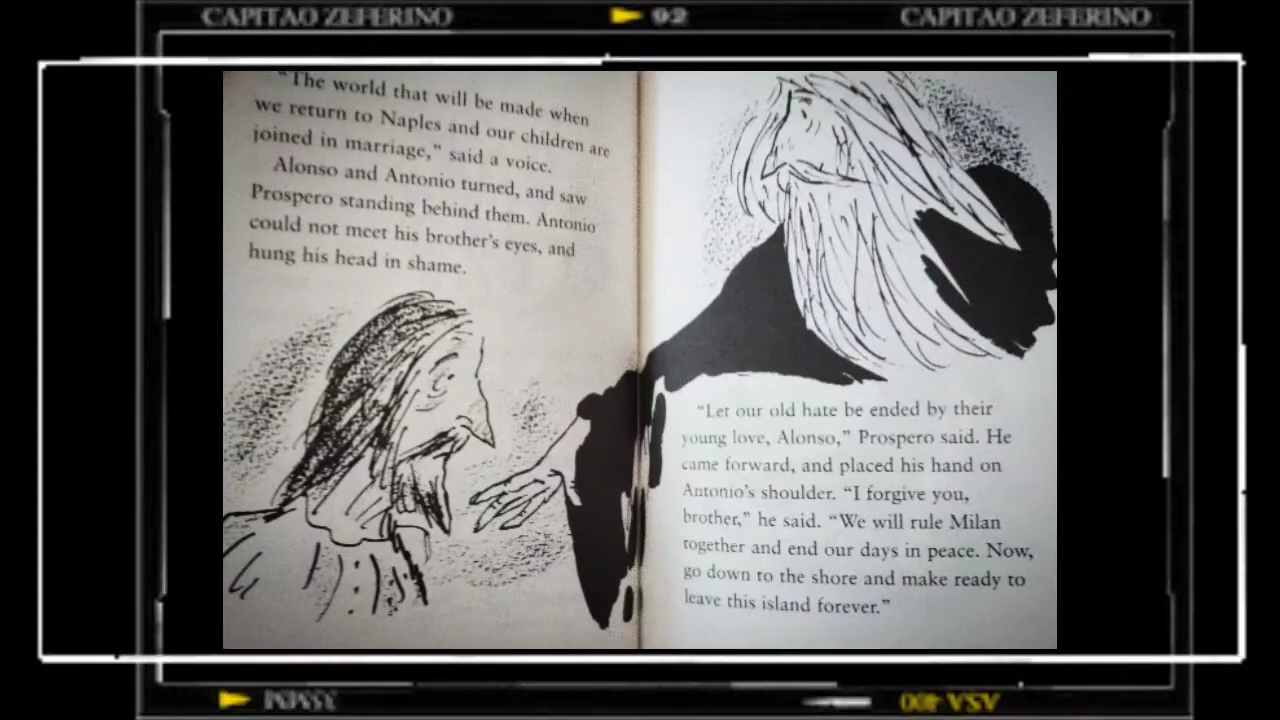 CAPITAO ZEFERINO
92
CAPITAO ZEFERINO
“The world that will be made when
we return to Naples and our children are
joined in marriage,” said a voice.
Alonso and Antonio turned, and saw
Prospero standing behind them. Antonio
could not meet his brother's eyes, and
hung his head in shame.
“Let our old hate be ended by their
young love, Alonso,” Prospero said. He
came forward, and placed his hand on
Antonio's shoulder. “I forgive you,
brother,” he said. “We will rule Milan
together and end our days in peace. Now,
go down to the shore and make ready to
leave this island forever.”